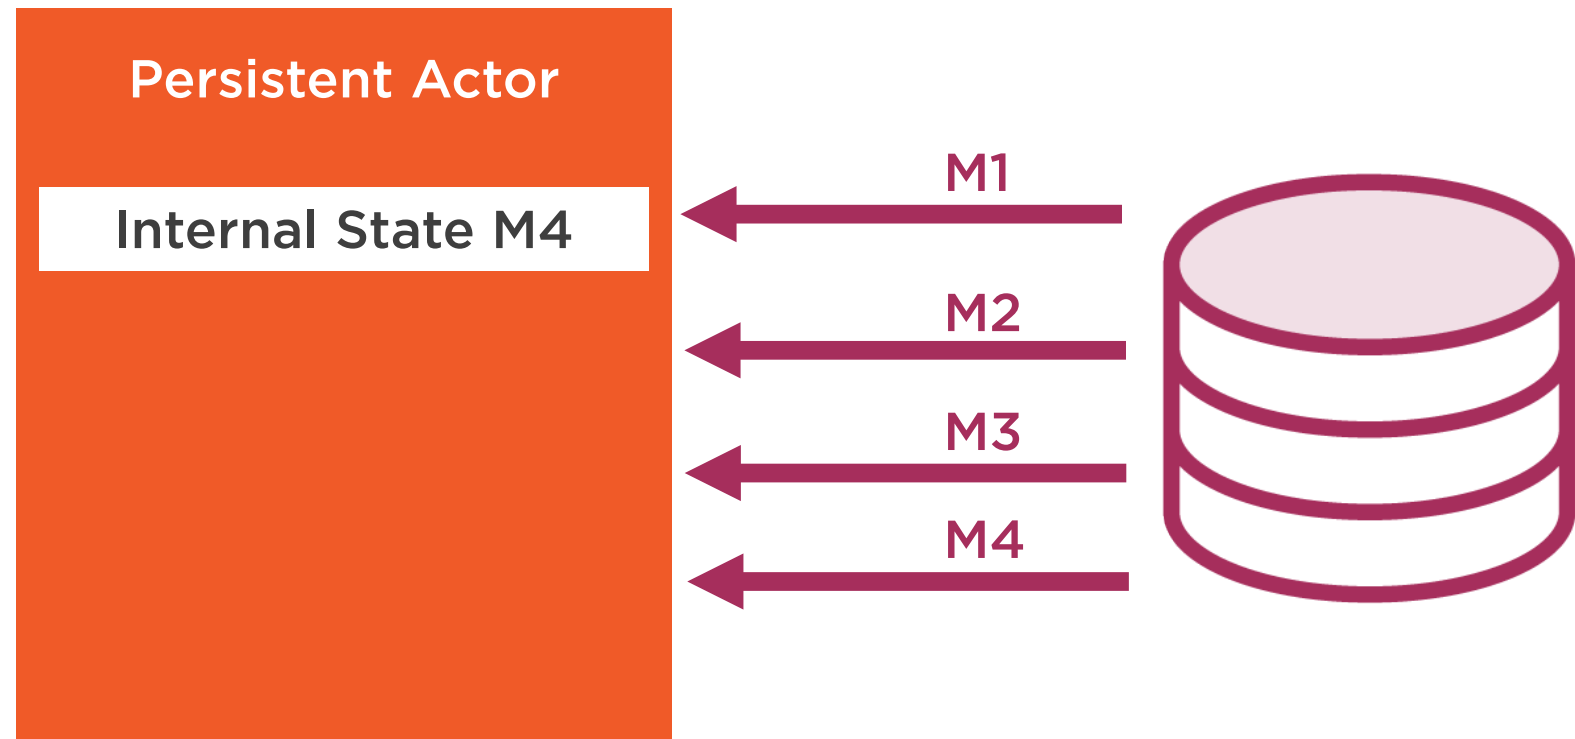 Persistent Actor
Internal State M4
M1
M2
M3
M4